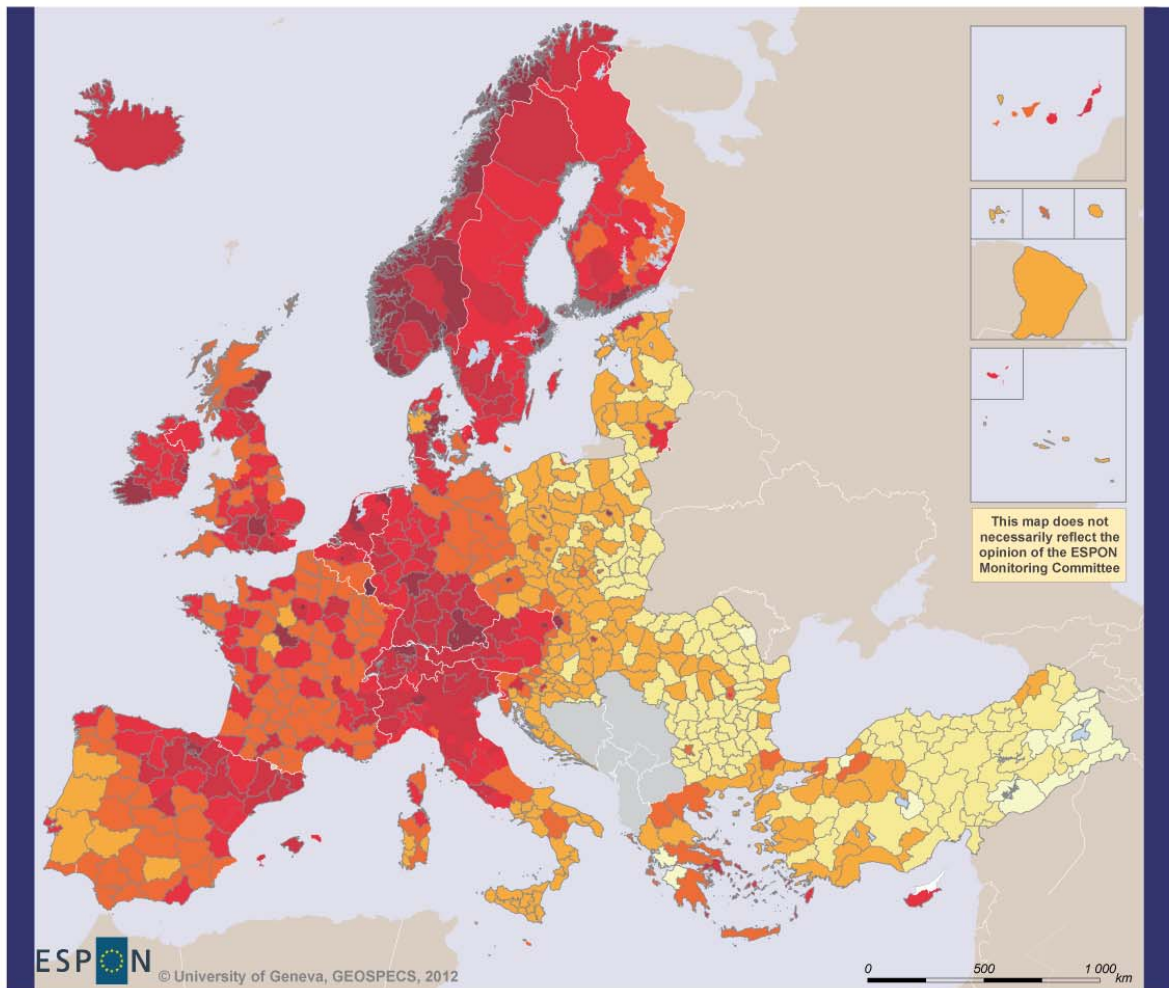 This map does not
necessarily reflect the
opinion of the ESPON
Monitoring Committee
ESPON
© University of Geneva, GEOSPECS, 2012
0 500 1 000
km